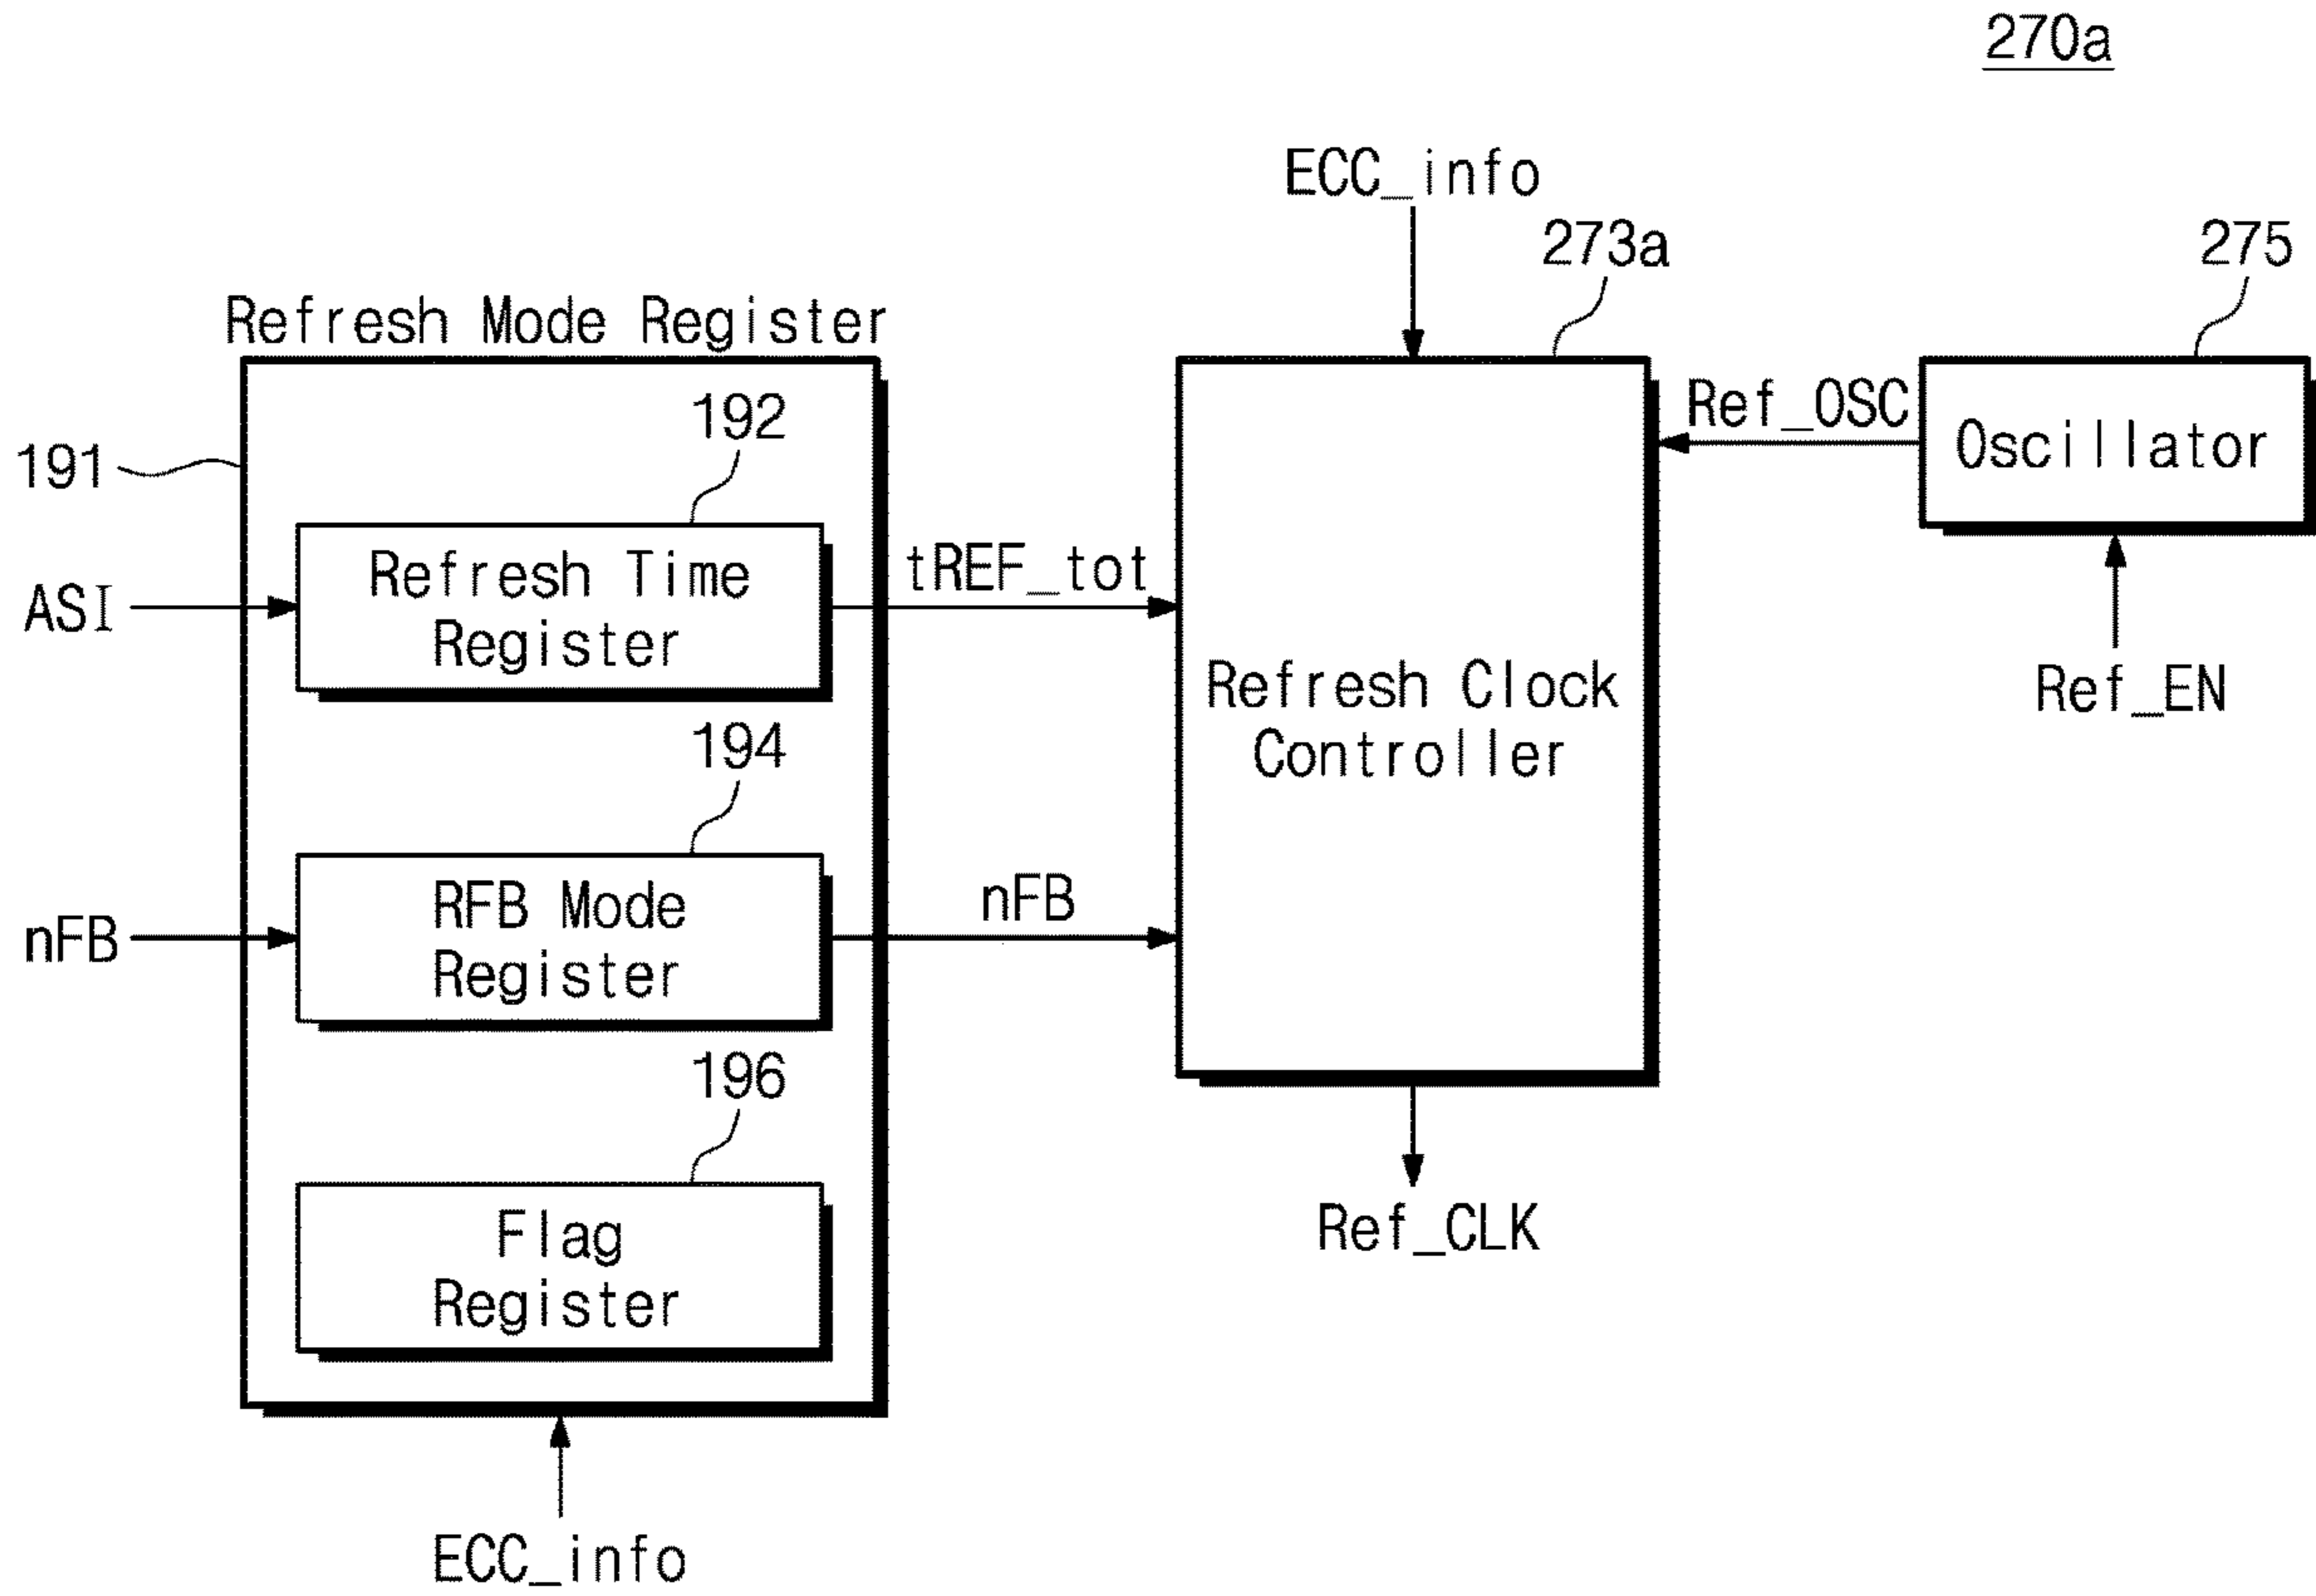 270a
ECC_info
273a
275
Refresh Mode Register
192
Ref_OSC
Oscillator
191
Refresh Time
Register
tREF_tot
ASI
Refresh Clock
Controller
Ref_EN
194
RFB Mode
Register
nFB
nFB
196
Flag
Register
Ref_CLK
ECC_info